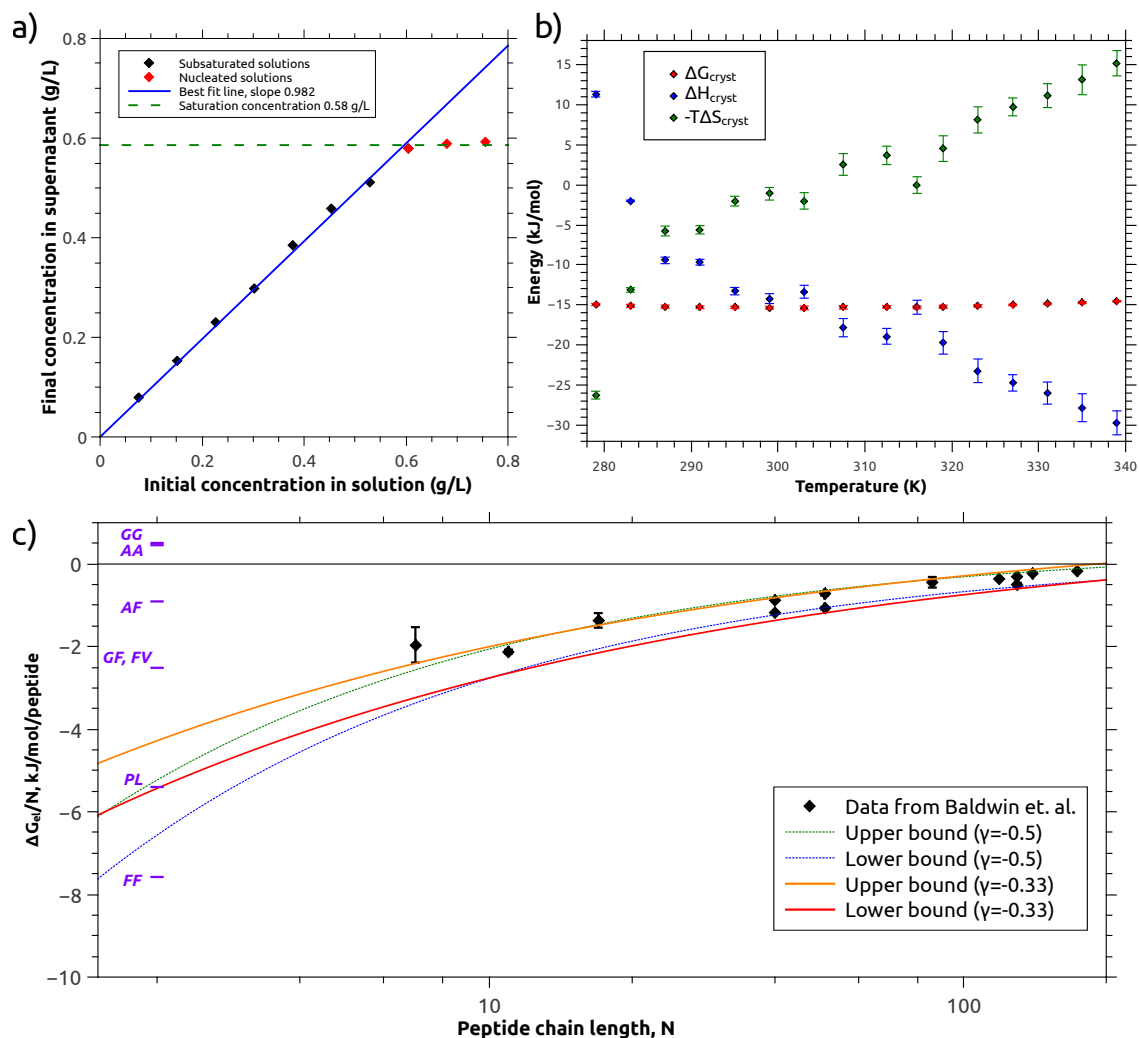 a)
0.8
0.6
0.4
0.2
0
Final concentration in supernatant (g/L)
Subsaturated solutions
Nucleated solutions
Best fit line, slope 0.982
Saturation concentration 0.58 g/L
0
0.2
0.4
0.6
0.8
Initial concentration in solution (g/L)
b)
15
10
5
0
−5
−10
−15
−20
−25
−30
Energy (kJ/mol)
ΔGcryst
ΔHcryst
-TΔScryst
280
290
300
310
320
330
340
Temperature (K)
c)
GG
AA
AF
GF, FV
PL
FF
0
−2
−4
−6
−8
−10
ΔGel/N, kJ/mol/peptide
Data from Baldwin et. al.
Upper bound (γ=-0.5)
Lower bound (γ=-0.5)
Upper bound (γ=-0.33)
Lower bound (γ=-0.33)
10
100
Peptide chain length, N